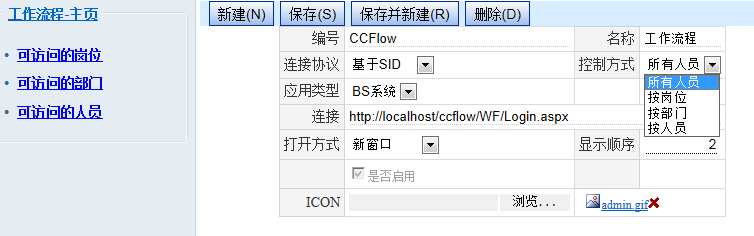 工作流程-主页
可访问的岗位
可访问的部门
可访问的人员
新建(N) 保存(S) 保存并新建(R) 删除(D)
编号 CCFlow 名称 工作流程
连接协议 基于SID 控制方式 所有人员
所有人员
按岗位
按部门
按人员
应用类型 BS系统
连接 http://localhost/ccflow/WF/Login.aspx
打开方式 新窗口 显示顺序 2
是否启用
ICON 浏览... admin.gif